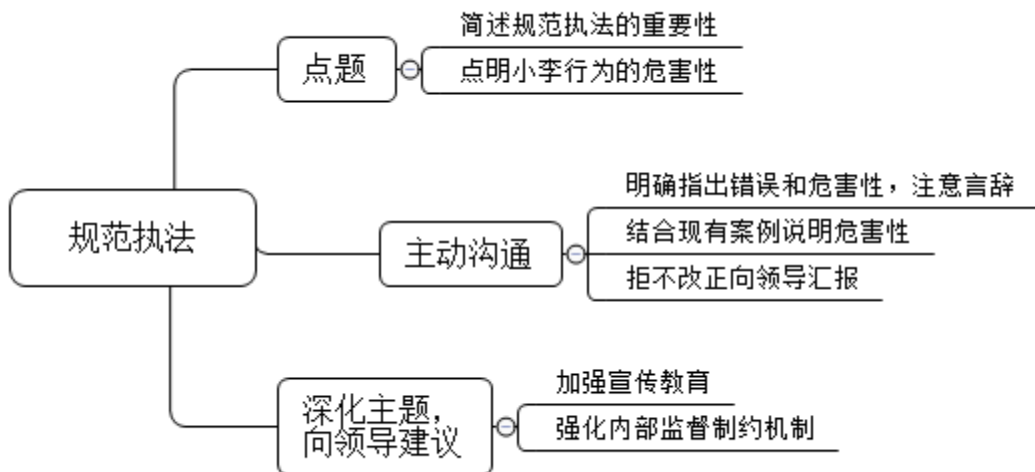 简述规范执法的重要性
点题
点明小李行为的危害性
明确指出错误和危害性，注意言辞
规范执法
主动沟通
结合现有案例说明危害性
拒不改正向领导汇报
加强宣传教育
深化主题，
向领导建议
强化内部监督制约机制